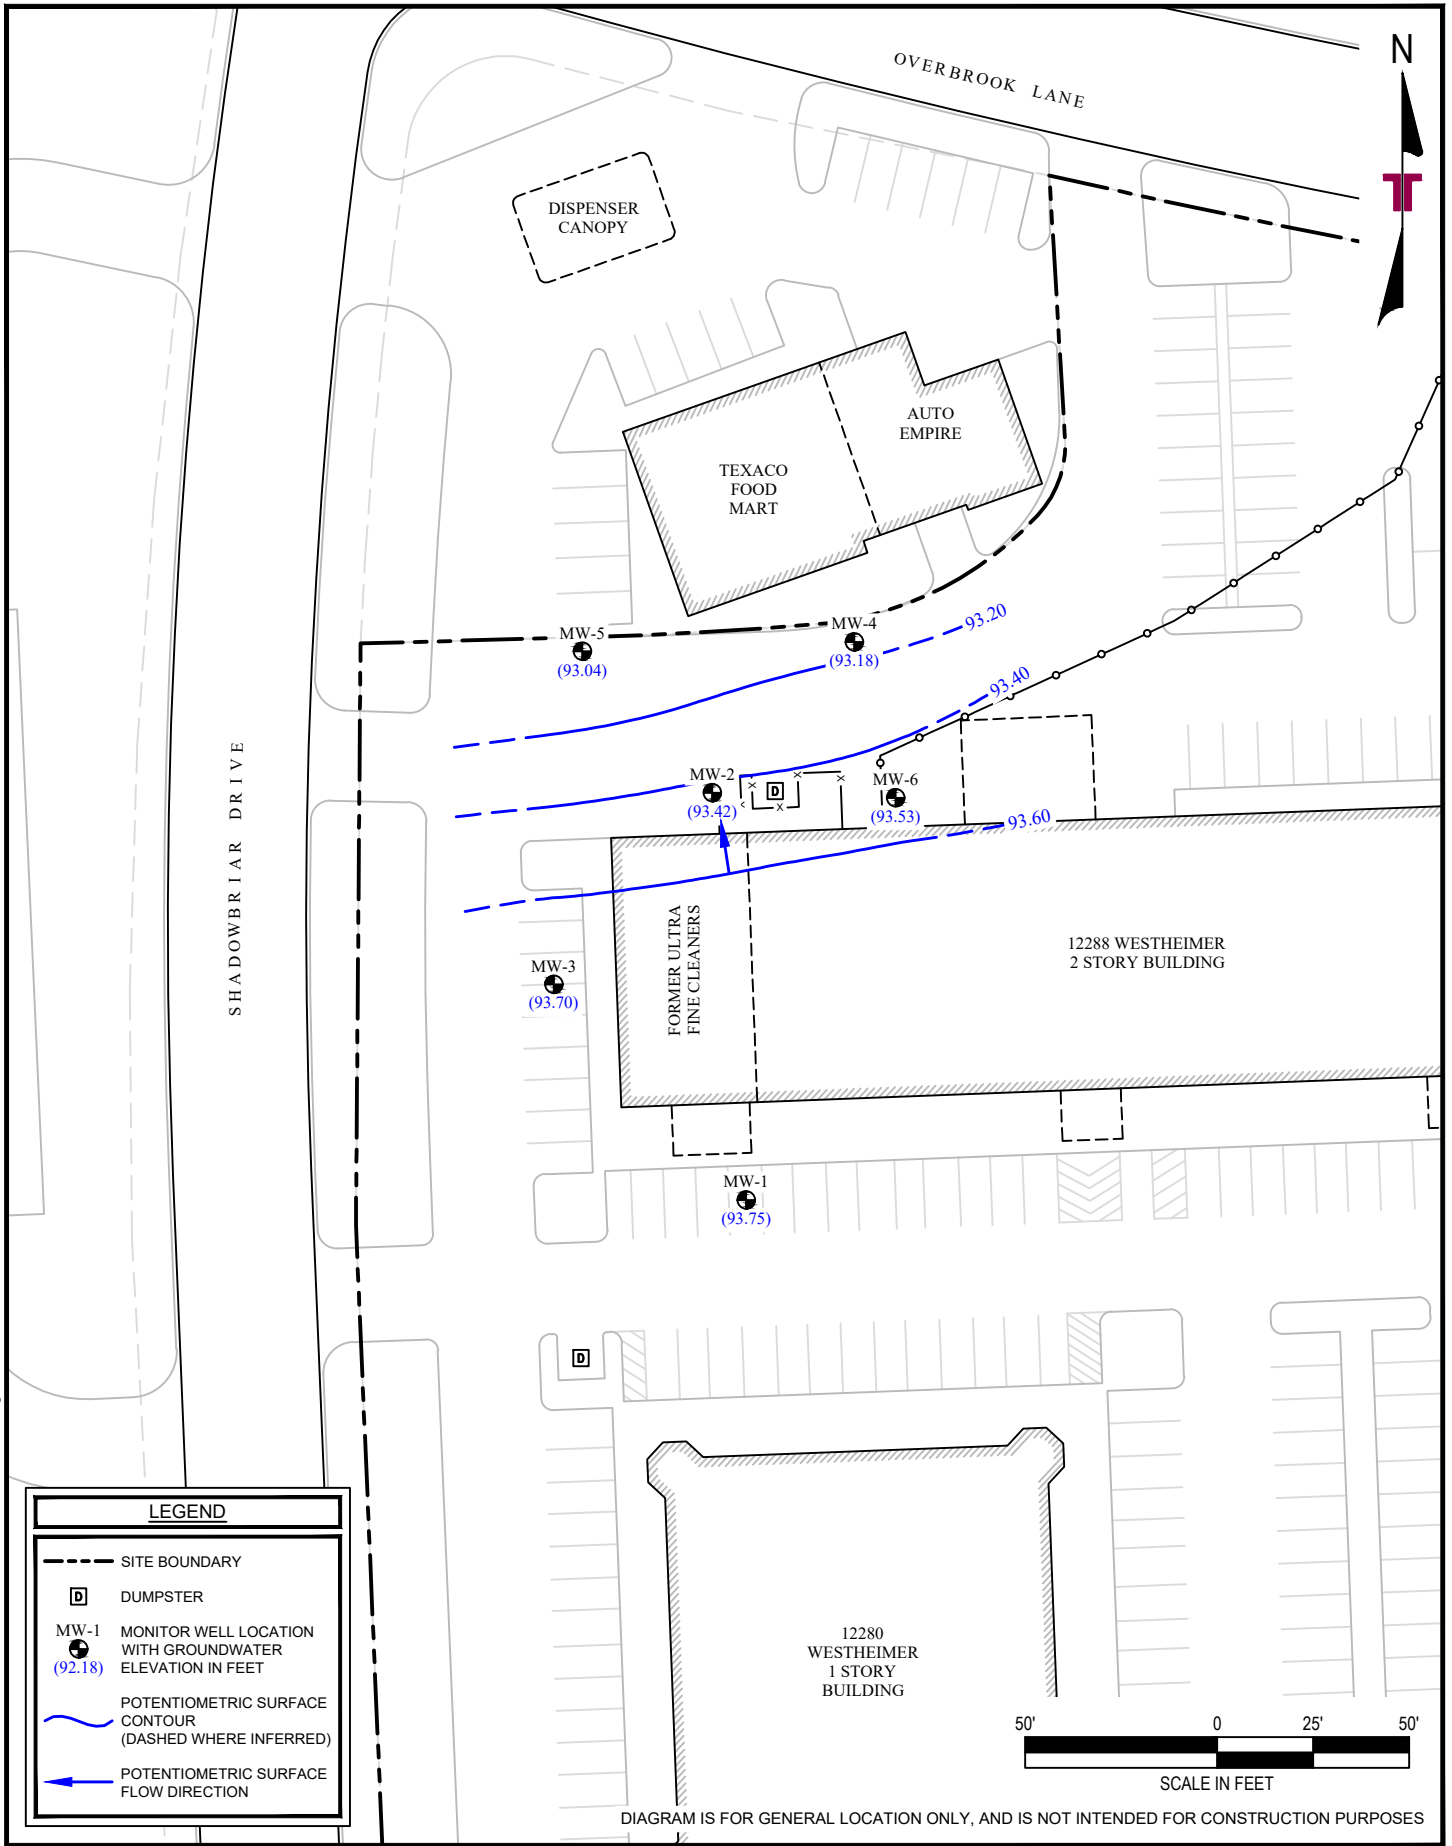 OVERBROOK LANE
N
DISPENSER
CANOPY
AUTO
EMPIRE
TEXACO
FOOD
MART
MW-5
(93.04)
MW-4
(93.18)
93.20
93.40
MW-2
(93.42)
D
MW-6
(93.53)
93.60
SHADOWBRIAR DRIVE
FORMER ULTRA
FINE CLEANERS
12288 WESTHEIMER
2 STORY BUILDING
MW-3
(93.70)
MW-1
(93.75)
D
12280
WESTHEIMER
1 STORY
BUILDING
LEGEND
SITE BOUNDARY
D DUMPSTER
MW-1
(92.18)
MONITOR WELL LOCATION
WITH GROUNDWATER
ELEVATION IN FEET
POTENTIOMETRIC SURFACE
CONTOUR
(DASHED WHERE INFERRED)
POTENTIOMETRIC SURFACE
FLOW DIRECTION
50' 0 25' 50'
SCALE IN FEET
DIAGRAM IS FOR GENERAL LOCATION ONLY, AND IS NOT INTENDED FOR CONSTRUCTION PURPOSES